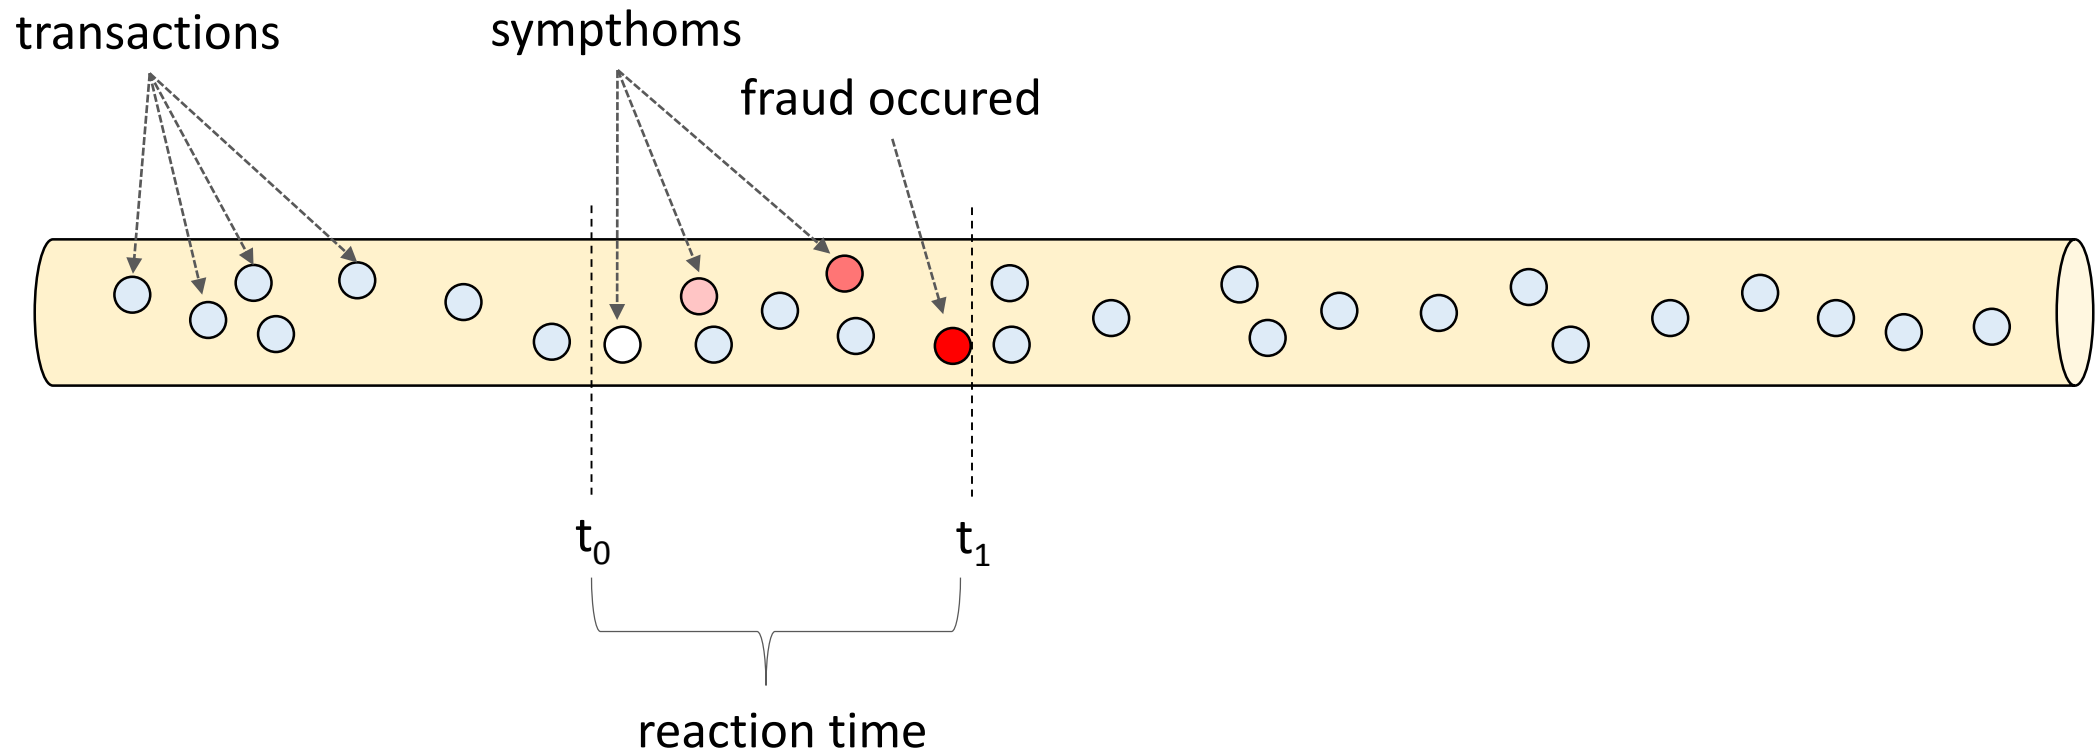 transactions
sympthoms
fraud occured
t0
t1
reaction time